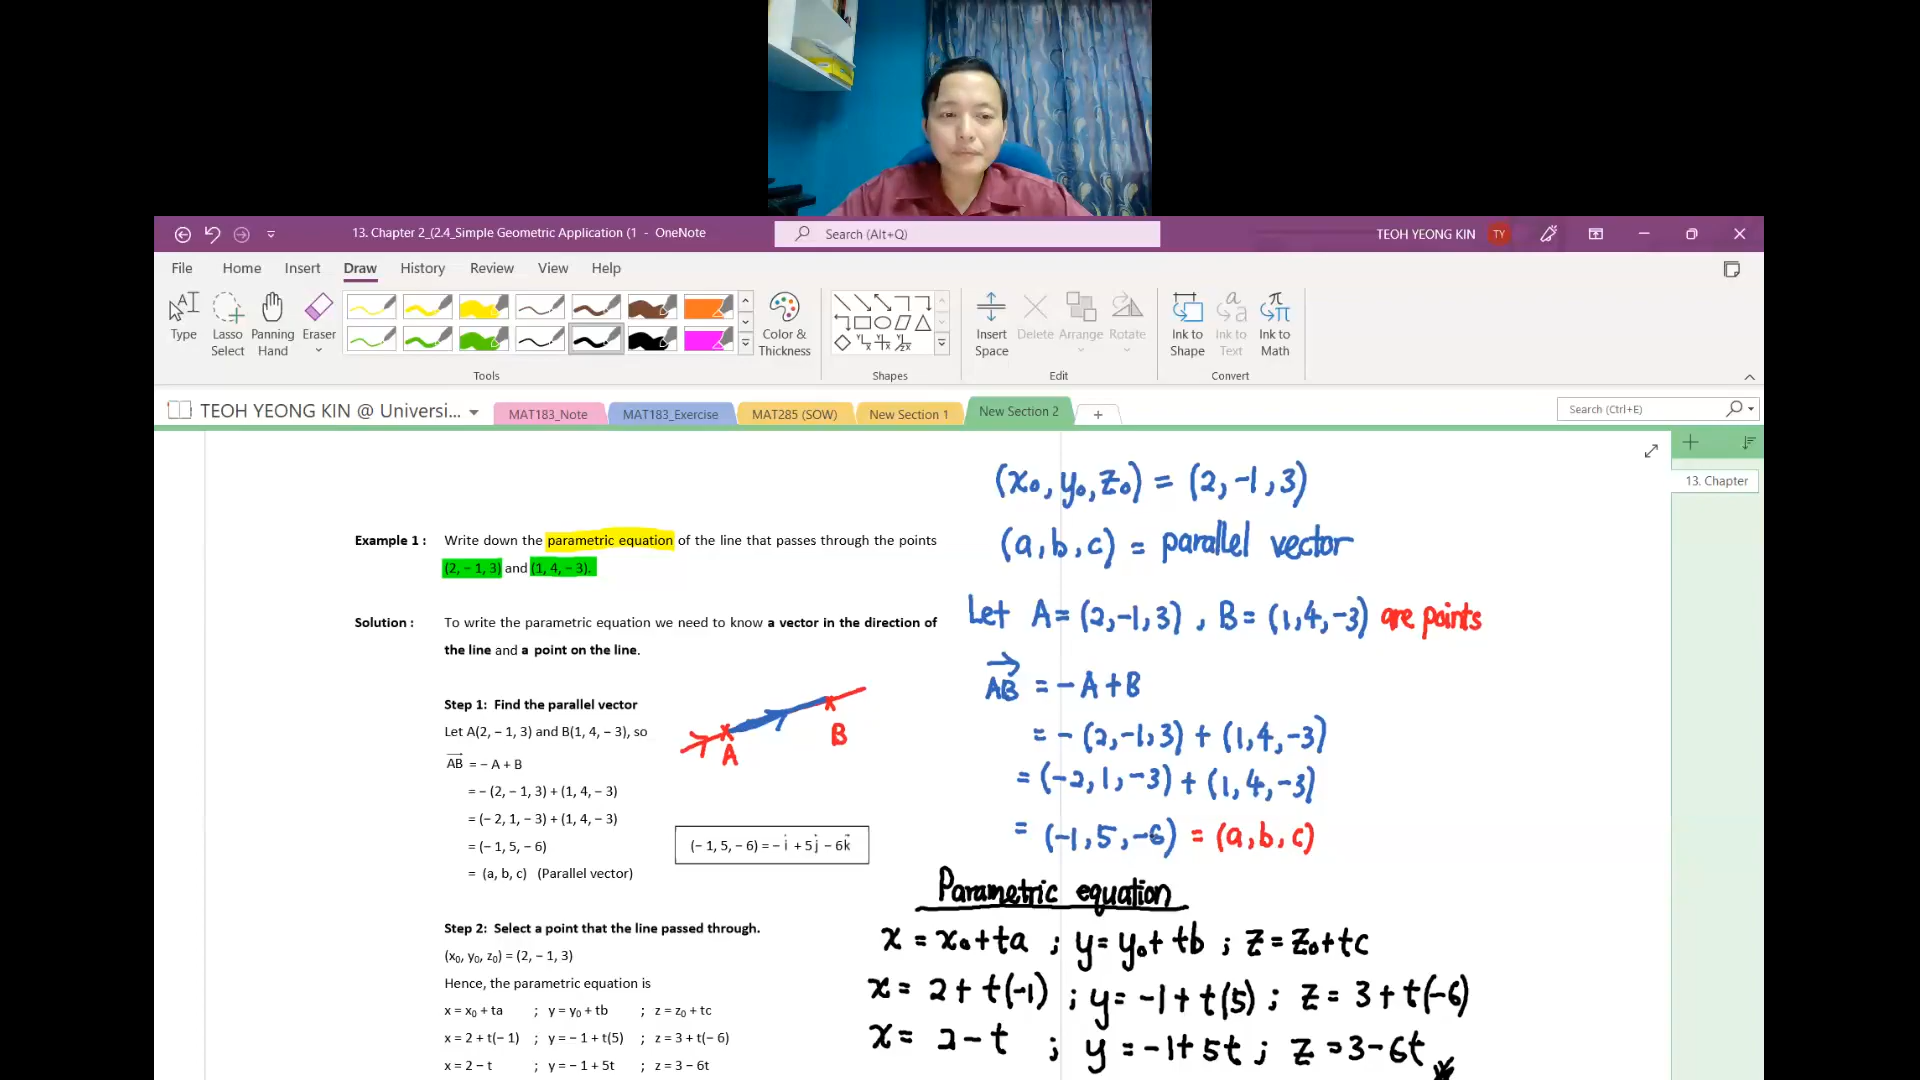 13. Chapter 2_(2.4_Simple Geometric Application (1 - OneNote
Search (Alt+Q)
TEOH YEONG KIN TY
File Home Insert Draw History Review View Help
Type
Lasso Select
Panning Hand
Eraser
Color & Thickness
Insert Space
Delete
Arrange
Rotate
Ink to Shape
Ink to Text
Ink to Math
Tools Shapes Edit Convert
TEOH YEONG KIN @ Universi...
MAT183_Note MAT183_Exercise MAT285 (SOW) New Section 1 New Section 2 +
Search (Ctrl+E)
13. Chapter
Example 1 : Write down the parametric equation of the line that passes through the points
(2, − 1, 3) and (1, 4, − 3).
Solution : To write the parametric equation we need to know a vector in the direction of
the line and a point on the line.
Step 1: Find the parallel vector
Let A(2, − 1, 3) and B(1, 4, − 3), so
AB = − A + B
= − (2, − 1, 3) + (1, 4, − 3)
= (− 2, 1, − 3) + (1, 4, − 3)
= (− 1, 5, − 6)
= (a, b, c) (Parallel vector)
A
B
(− 1, 5, − 6) = − i + 5 j − 6k
Step 2: Select a point that the line passed through.
(x₀, y₀, z₀) = (2, − 1, 3)
Hence, the parametric equation is
x = x₀ + ta ; y = y₀ + tb ; z = z₀ + tc
x = 2 + t(− 1) ; y = − 1 + t(5) ; z = 3 + t(− 6)
x = 2 − t ; y = − 1 + 5t ; z = 3 − 6t
(x₀, y₀, z₀) = (2, -1, 3)
(a, b, c) = parallel vector
Let A = (2, -1, 3) , B = (1, 4, -3) are points
AB = - A + B
= - (2, -1, 3) + (1, 4, -3)
= (-2, 1, -3) + (1, 4, -3)
= (-1, 5, -6) = (a, b, c)
Parametric equation
x = x₀ + ta ; y = y₀ + tb ; z = z₀ + tc
x = 2 + t(-1) ; y = -1 + t(5) ; z = 3 + t(-6)
x = 2 - t ; y = -1 + 5t ; z = 3 - 6t